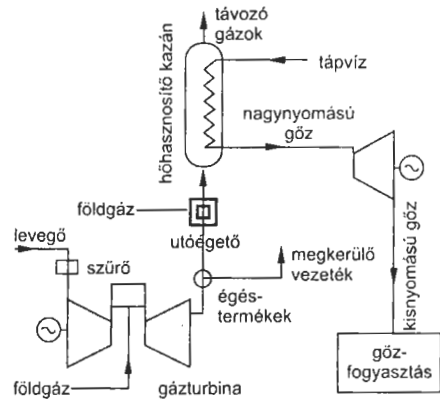 távozó
gázok
tápvíz
hőhasznosító kazán
nagynyomású
gőz
földgáz
utóégető
levegő
szűrő
megkerülő
vezeték
égés-
termékek
kisnyomású gőz
földgáz
gázturbina
gőz-
fogyasztás